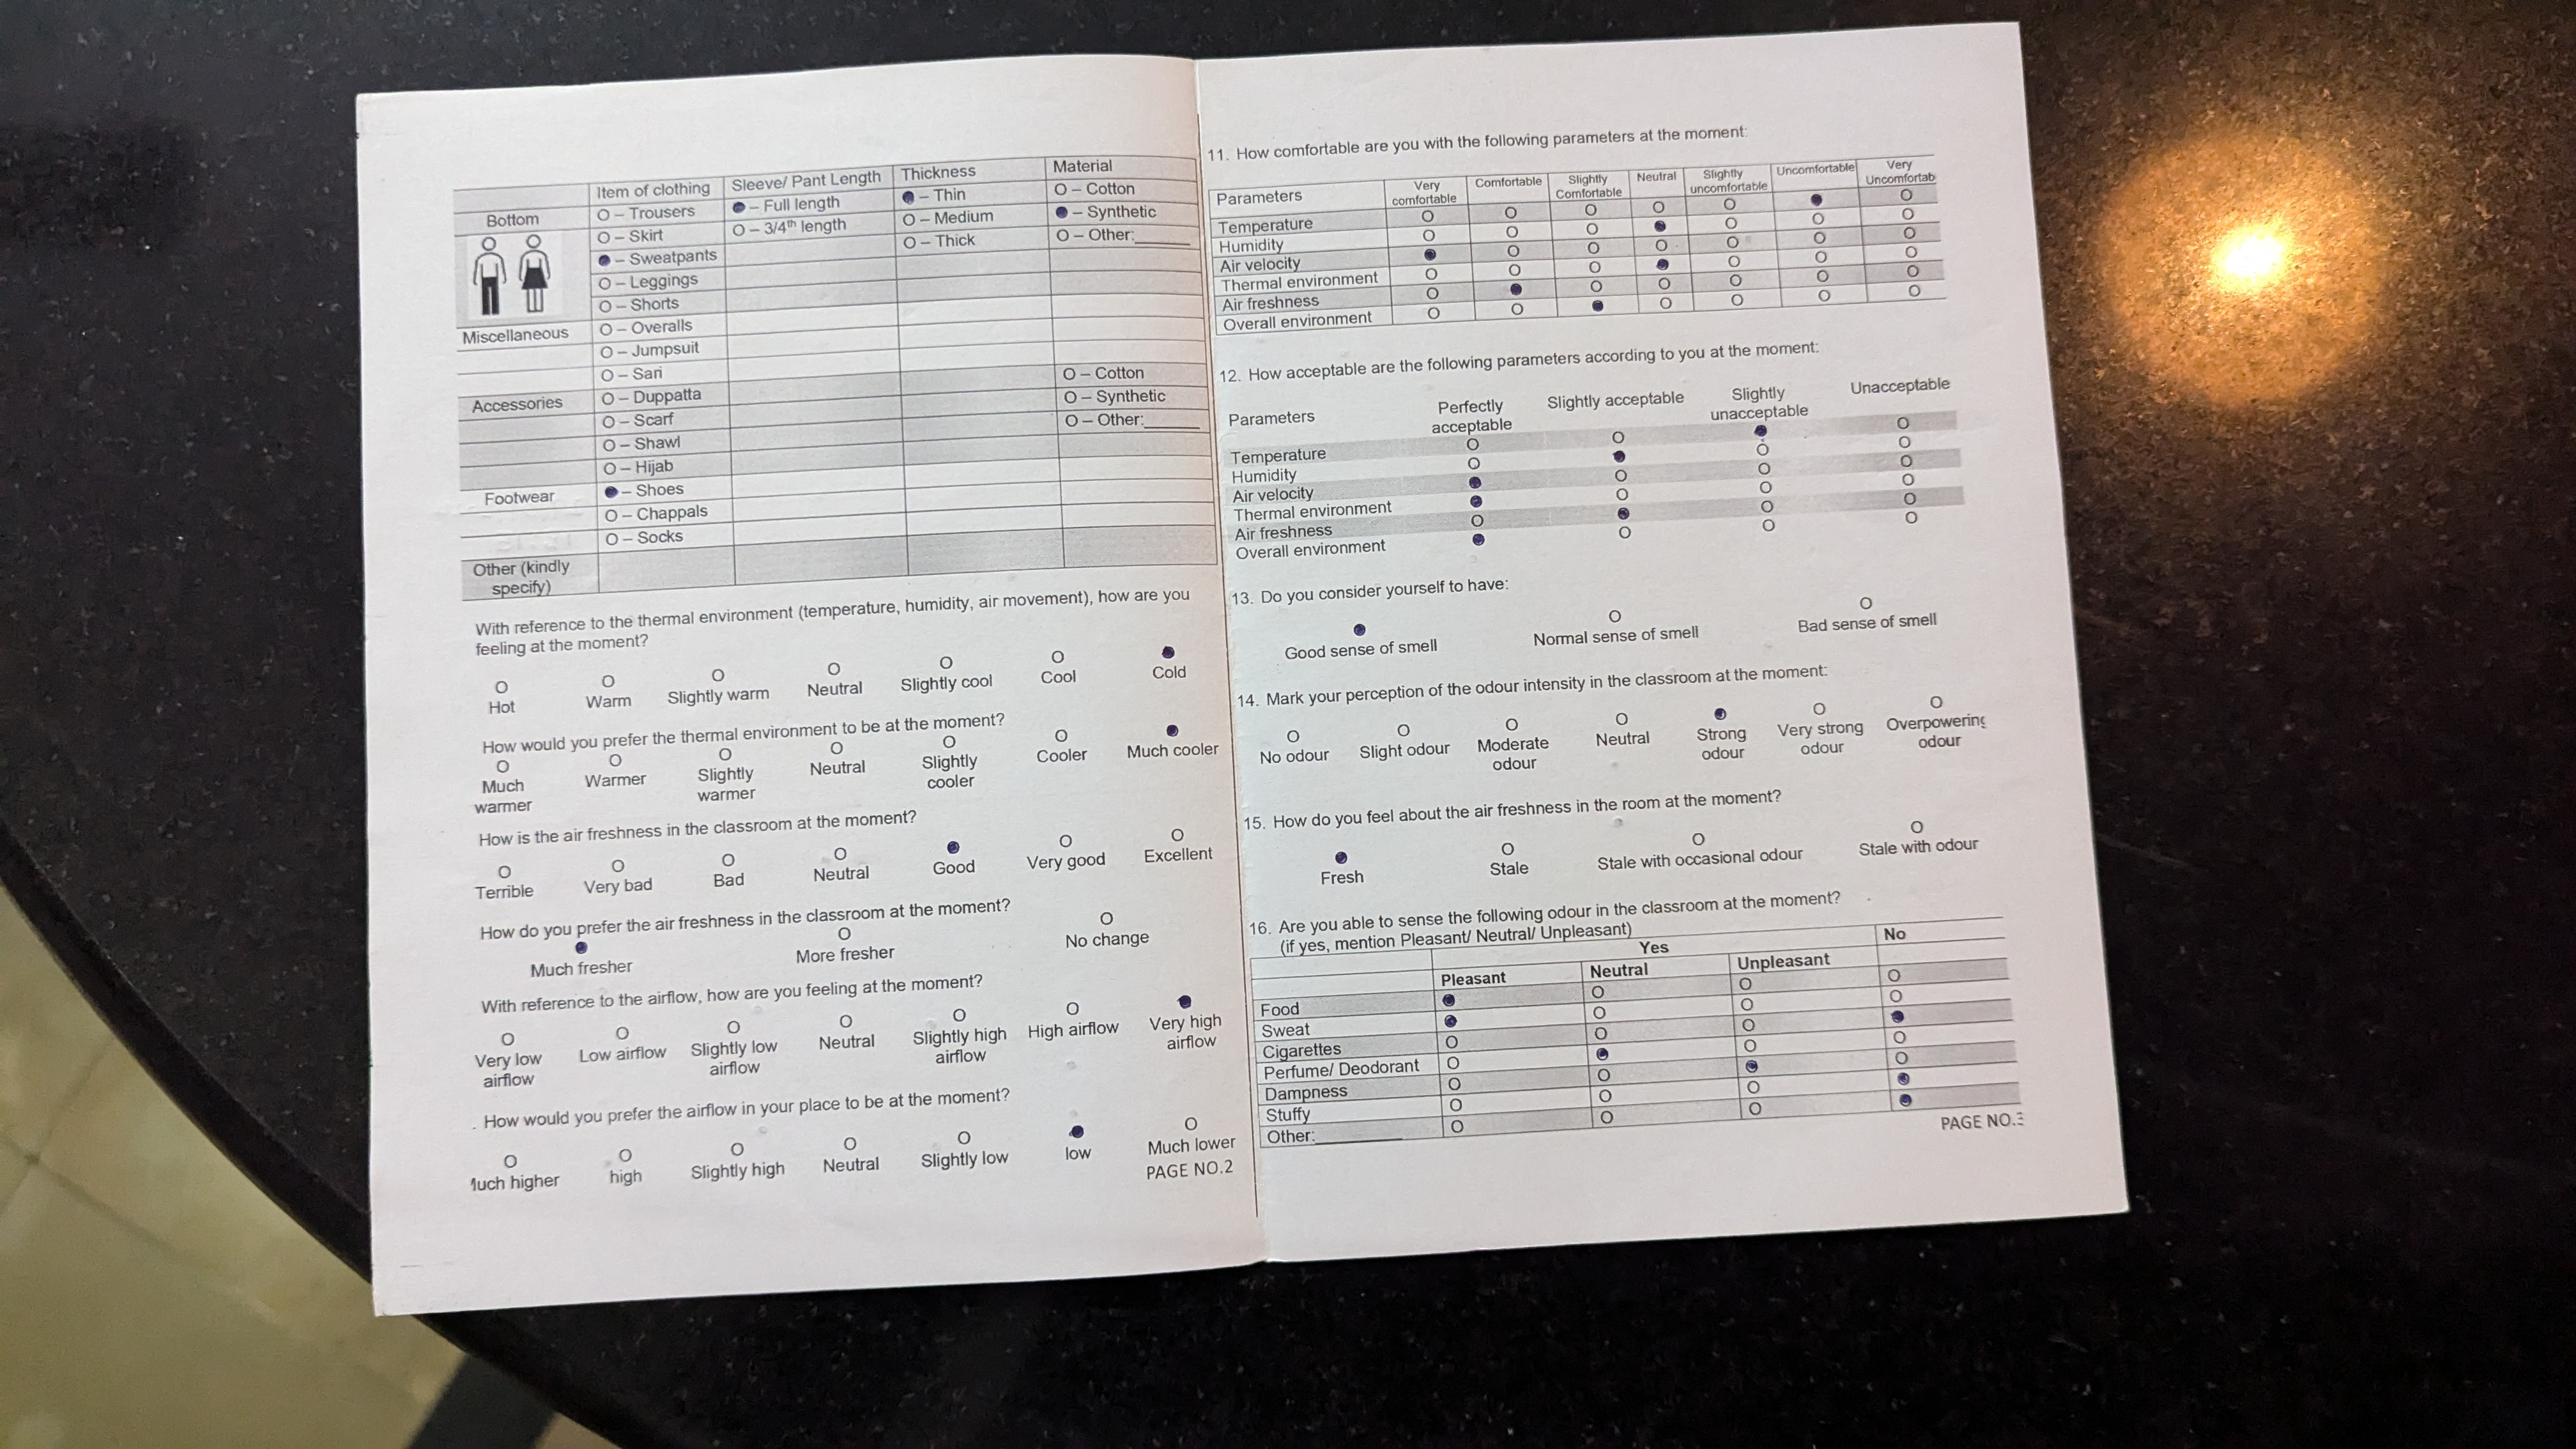 Item of clothing Sleeve/ Pant Length Thickness Material
Bottom O – Trousers ● – Full length ● – Thin O – Cotton
O – Skirt O – 3/4th length O – Medium ● – Synthetic
● – Sweatpants O – Thick O – Other:______
O – Leggings
O – Shorts
Miscellaneous O – Overalls
O – Jumpsuit
O – Sari O – Cotton
Accessories O – Duppatta O – Synthetic
O – Scarf O – Other:______
O – Shawl
O – Hijab
Footwear ● – Shoes
O – Chappals
O – Socks
Other (kindly
specify)
With reference to the thermal environment (temperature, humidity, air movement), how are you
feeling at the moment?
O O O O O O ●
Hot Warm Slightly warm Neutral Slightly cool Cool Cold
How would you prefer the thermal environment to be at the moment?
O O O O O O ●
Much Warmer Slightly Neutral Slightly Cooler Much cooler
warmer warmer cooler
How is the air freshness in the classroom at the moment?
O O O O ● O O
Terrible Very bad Bad Neutral Good Very good Excellent
How do you prefer the air freshness in the classroom at the moment?
● O O
Much fresher More fresher No change
With reference to the airflow, how are you feeling at the moment?
O O O O O O ●
Very low Low airflow Slightly low Neutral Slightly high High airflow Very high
airflow airflow airflow airflow
. How would you prefer the airflow in your place to be at the moment?
O O O O O ● O
high Slightly high Neutral Slightly low low Much lower
higher
PAGE NO.2
11. How comfortable are you with the following parameters at the moment:
Parameters Very Comfortable Slightly Neutral Slightly Uncomfortable Very
comfortable Comfortable uncomfortable Uncomfortab
Temperature O O O O O ● O
Humidity O O O ● O O O
Air velocity ● O O O O O O
Thermal environment O O O ● O O O
Air freshness O ● O O O O O
Overall environment O O ● O O O O
12. How acceptable are the following parameters according to you at the moment:
Parameters Perfectly Slightly acceptable Slightly Unacceptable
acceptable unacceptable
Temperature O O ● O
Humidity O ● O O
Air velocity ● O O O
Thermal environment ● O O O
Air freshness O ● O O
Overall environment ● O O O
13. Do you consider yourself to have:
● O O
Good sense of smell Normal sense of smell Bad sense of smell
14. Mark your perception of the odour intensity in the classroom at the moment:
O O O O ● O O
No odour Slight odour Moderate Neutral Strong Very strong Overpowering
odour odour odour odour
15. How do you feel about the air freshness in the room at the moment?
● O O O
Fresh Stale Stale with occasional odour Stale with odour
16. Are you able to sense the following odour in the classroom at the moment?
(if yes, mention Pleasant/ Neutral/ Unpleasant)
Yes No
Pleasant Neutral Unpleasant
Food ● O O O
Sweat ● O O O
Cigarettes O O O ●
Perfume/ Deodorant O ● O O
Dampness O O ● O
Stuffy O O O ●
Other:__________ O O O ●
PAGE NO.